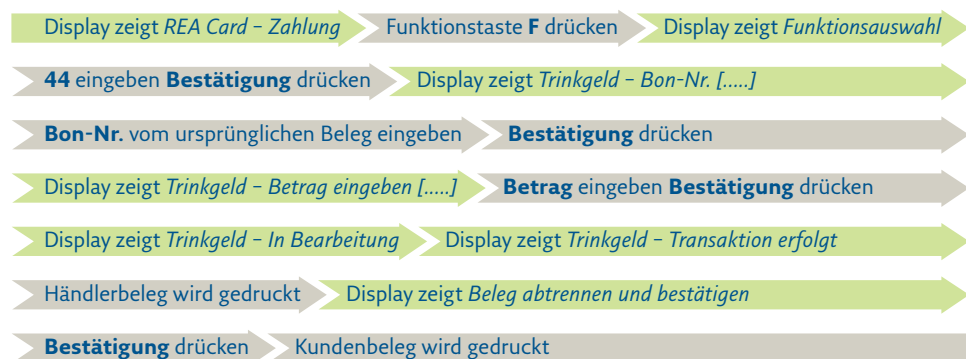 Display zeigt REA Card – Zahlung Funktionstaste F drücken Display zeigt Funktionsauswahl
44 eingeben Bestätigung drücken Display zeigt Trinkgeld – Bon-Nr. [.....]
Bon-Nr. vom ursprünglichen Beleg eingeben Bestätigung drücken
Display zeigt Trinkgeld – Betrag eingeben [.....] Betrag eingeben Bestätigung drücken
Display zeigt Trinkgeld – In Bearbeitung Display zeigt Trinkgeld – Transaktion erfolgt
Händlerbeleg wird gedruckt Display zeigt Beleg abtrennen und bestätigen
Bestätigung drücken Kundenbeleg wird gedruckt